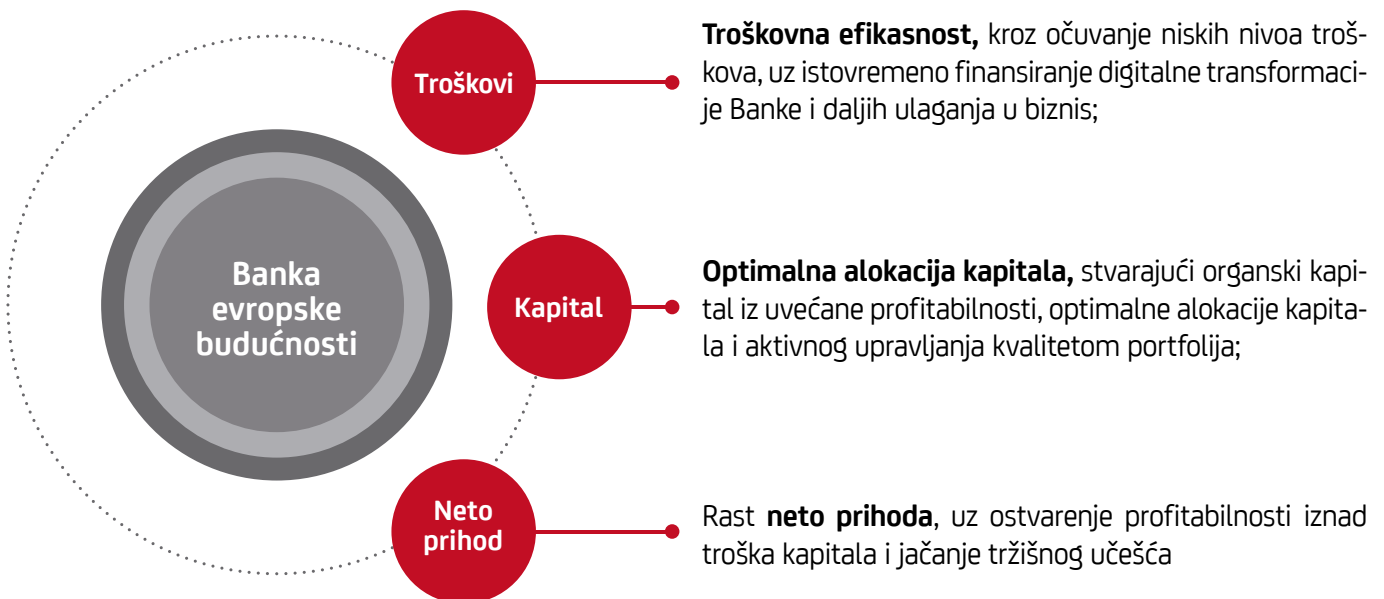 Troškovi
Troškovna efikasnost, kroz očuvanje niskih nivoa troš-
kova, uz istovremeno finansiranje digitalne transformaci-
je Banke i daljih ulaganja u biznis;
Banka
evropske
budućnosti
Kapital
Optimalna alokacija kapitala, stvarajući organski kapi-
tal iz uvećane profitabilnosti, optimalne alokacije kapita-
la i aktivnog upravljanja kvalitetom portfolija;
Neto
prihod
Rast neto prihoda, uz ostvarenje profitabilnosti iznad
troška kapitala i jačanje tržišnog učešća